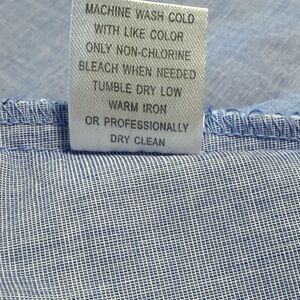 MACHINE WASH COLD
WITH LIKE COLOR
ONLY NON-CHLORINE
BLEACH WHEN NEEDED
TUMBLE DRY LOW
WARM IRON
OR PROFESSIONALLY
DRY CLEAN